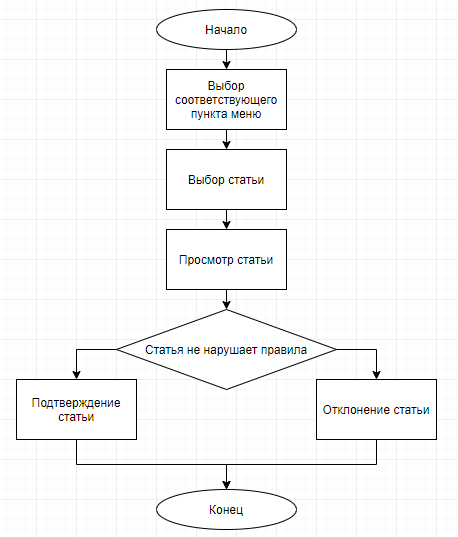 Начало
Выбор
соответствующего
пункта меню
Выбор статьи
Просмотр статьи
Статья не нарушает правила
Подтверждение
статьи
Отклонение статьи
Конец